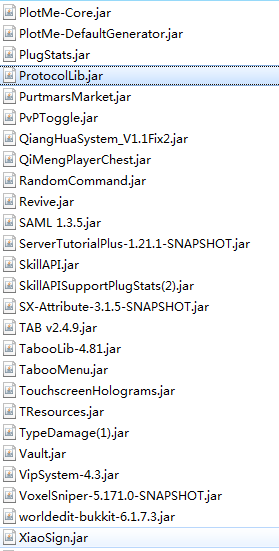 PlotMe-Core.jar
PlotMe-DefaultGenerator.jar
PlugStats.jar
ProtocolLib.jar
PurtmarsMarket.jar
PvPToggle.jar
QiangHuaSystem_V1.1Fix2.jar
QiMengPlayerChest.jar
RandomCommand.jar
Revive.jar
SAML 1.3.5.jar
ServerTutorialPlus-1.21.1-SNAPSHOT.jar
SkillAPI.jar
SkillAPISupportPlugStats(2).jar
SX-Attribute-3.1.5-SNAPSHOT.jar
TAB v2.4.9.jar
TabooLib-4.81.jar
TabooMenu.jar
TouchscreenHolograms.jar
TResources.jar
TypeDamage(1).jar
Vault.jar
VipSystem-4.3.jar
VoxelSniper-5.171.0-SNAPSHOT.jar
worldedit-bukkit-6.1.7.3.jar
XiaoSign.jar